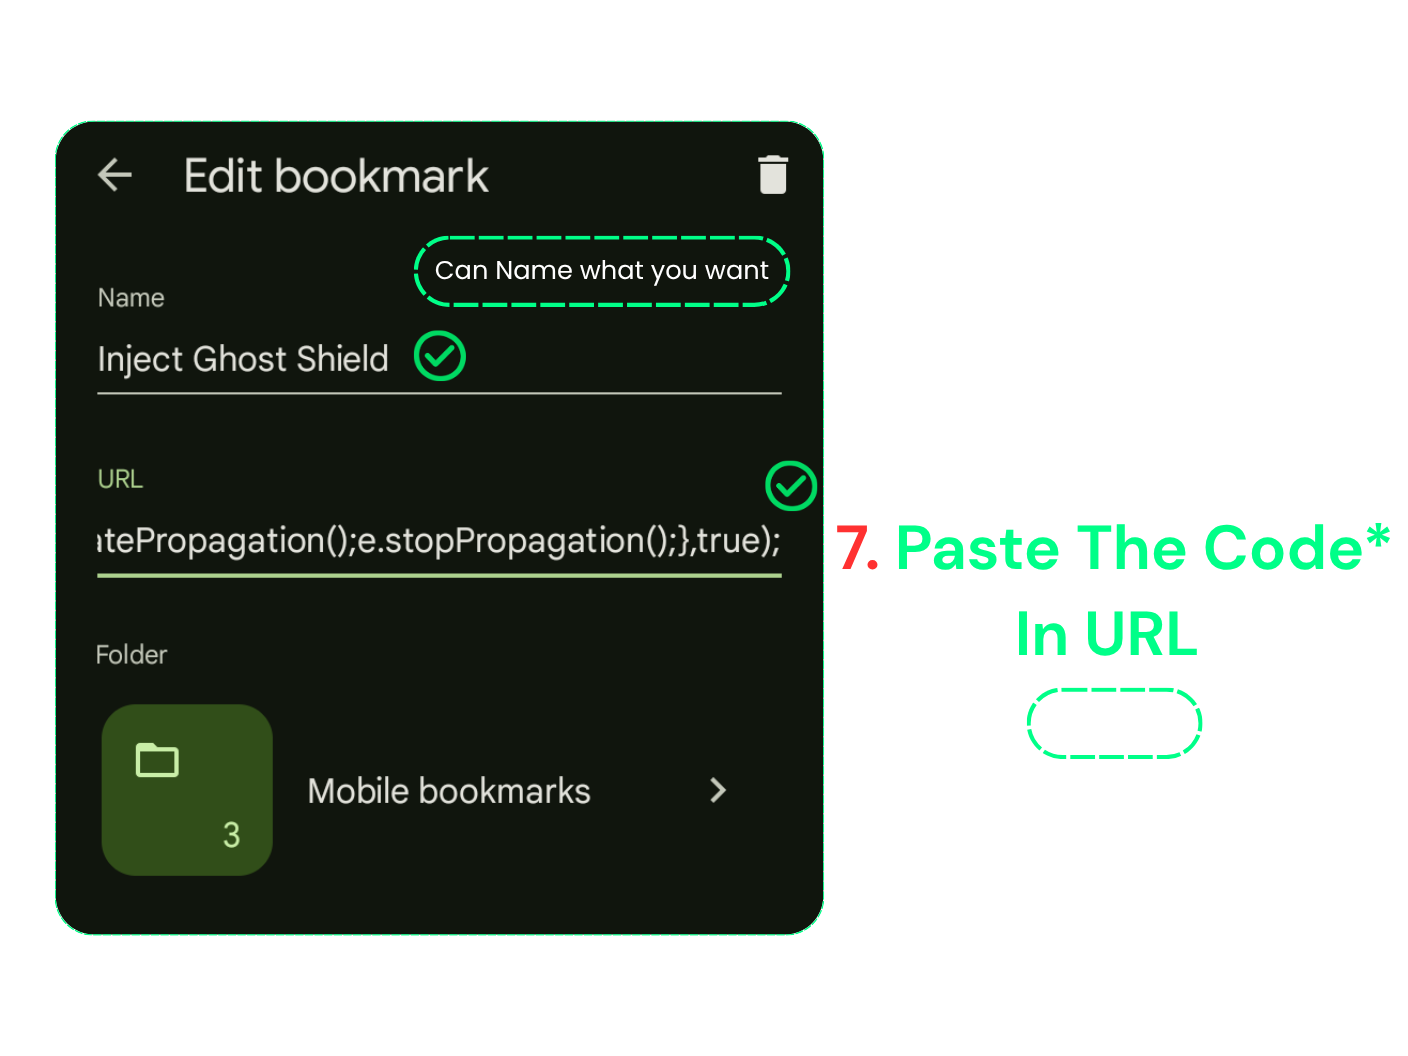 Edit bookmark
Can Name what you want
Name
Inject Ghost Shield
URL
atePropagation();e.stopPropagation();},true);
7. Paste The Code*
In URL
Folder
3
Mobile bookmarks